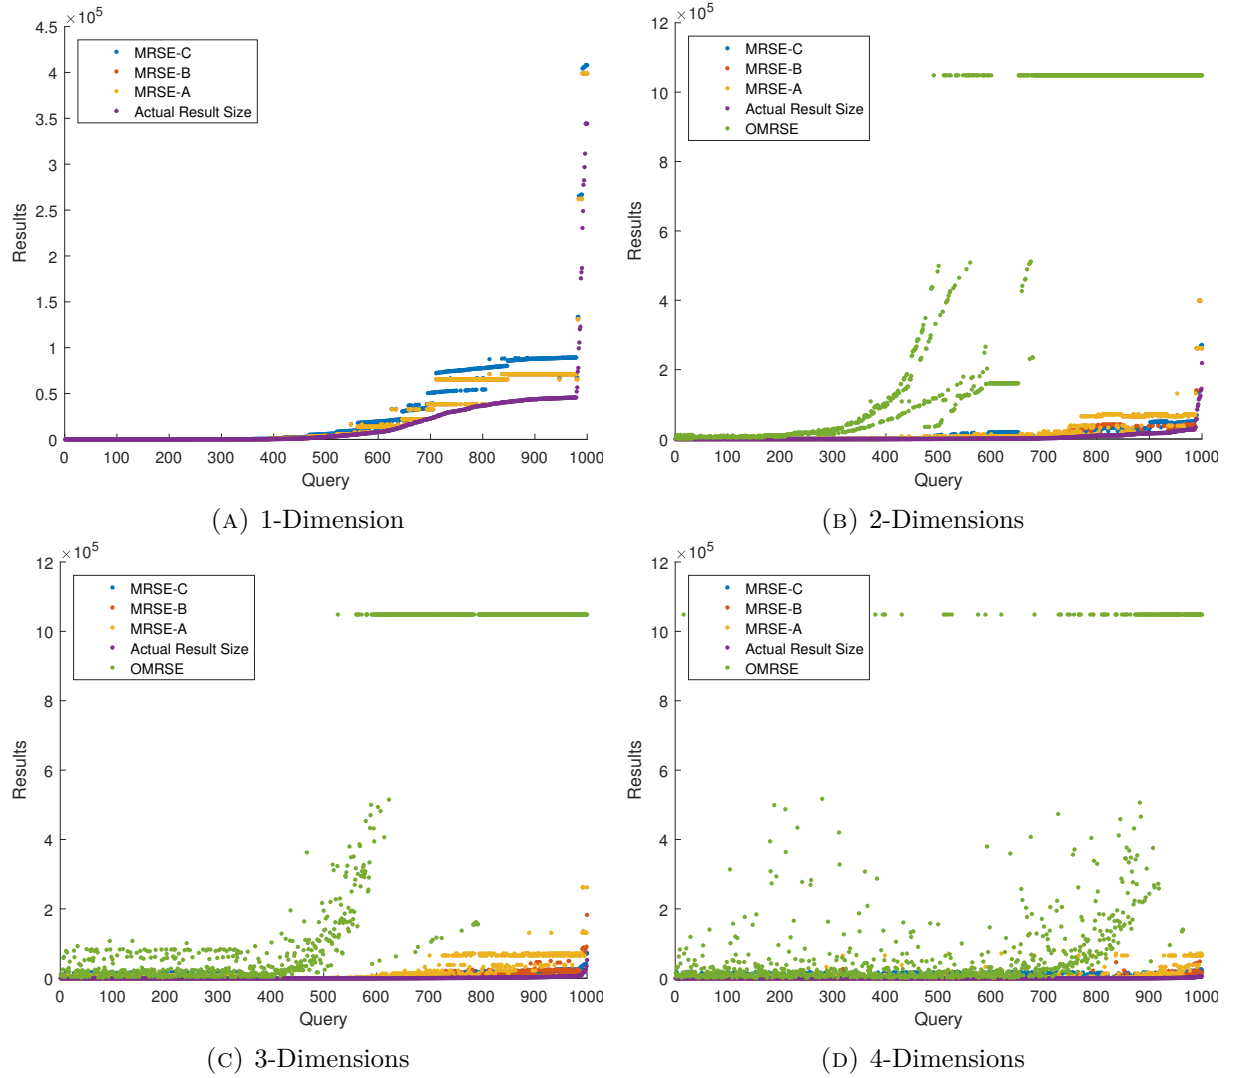 ×10^5
4.5
4
3.5
3
2.5
2
1.5
1
0.5
0
Results
MRSE-C
MRSE-B
MRSE-A
Actual Result Size
0 100 200 300 400 500 600 700 800 900 1000
Query
(A) 1-Dimension
×10^5
12
10
8
6
4
2
0
Results
MRSE-C
MRSE-B
MRSE-A
Actual Result Size
OMRSE
0 100 200 300 400 500 600 700 800 900 1000
Query
(B) 2-Dimensions
×10^5
12
10
8
6
4
2
0
Results
MRSE-C
MRSE-B
MRSE-A
Actual Result Size
OMRSE
0 100 200 300 400 500 600 700 800 900 1000
Query
(C) 3-Dimensions
×10^5
12
10
8
6
4
2
0
Results
MRSE-C
MRSE-B
MRSE-A
Actual Result Size
OMRSE
0 100 200 300 400 500 600 700 800 900 1000
Query
(D) 4-Dimensions